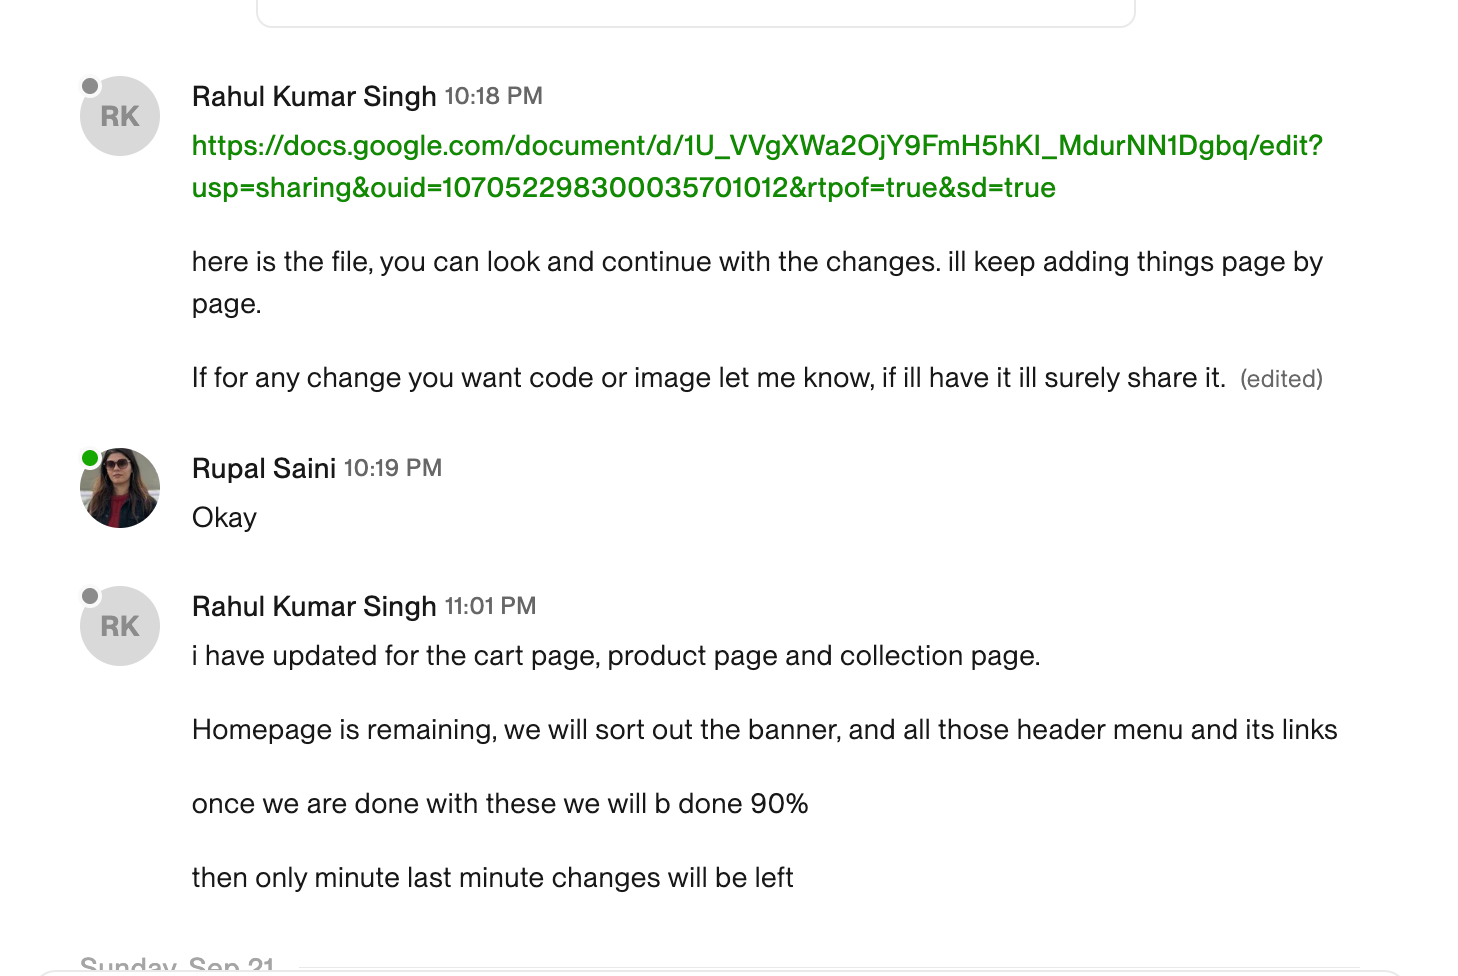 RK
Rahul Kumar Singh 10:18 PM
https://docs.google.com/document/d/1U_VVgXWa2OjY9FmH5hKI_MdurNN1Dgbq/edit?
usp=sharing&ouid=107052298300035701012&rtpof=true&sd=true
here is the file, you can look and continue with the changes. ill keep adding things page by
page.
If for any change you want code or image let me know, if ill have it ill surely share it. (edited)
Rupal Saini 10:19 PM
Okay
RK
Rahul Kumar Singh 11:01 PM
i have updated for the cart page, product page and collection page.
Homepage is remaining, we will sort out the banner, and all those header menu and its links
once we are done with these we will b done 90%
then only minute last minute changes will be left
Sunday, Sep 21